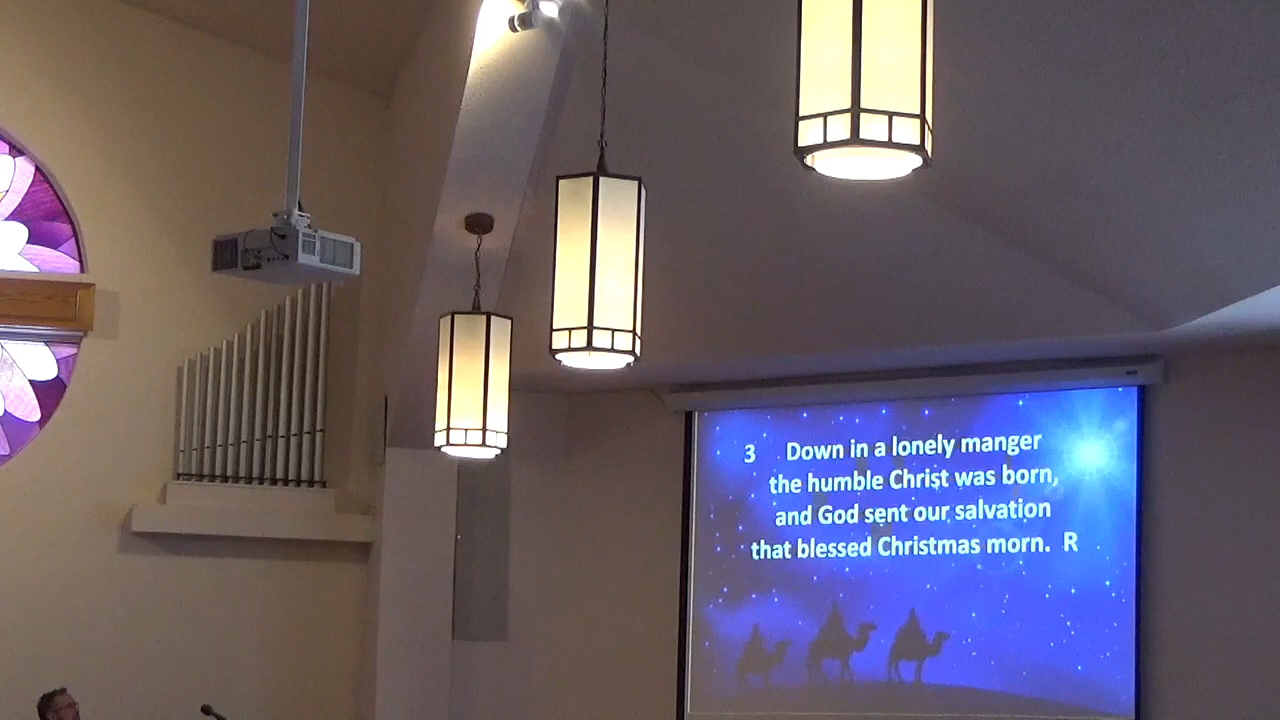 3 Down in a lonely manger
the humble Christ was born,
and God sent our salvation
that blessed Christmas morn. R